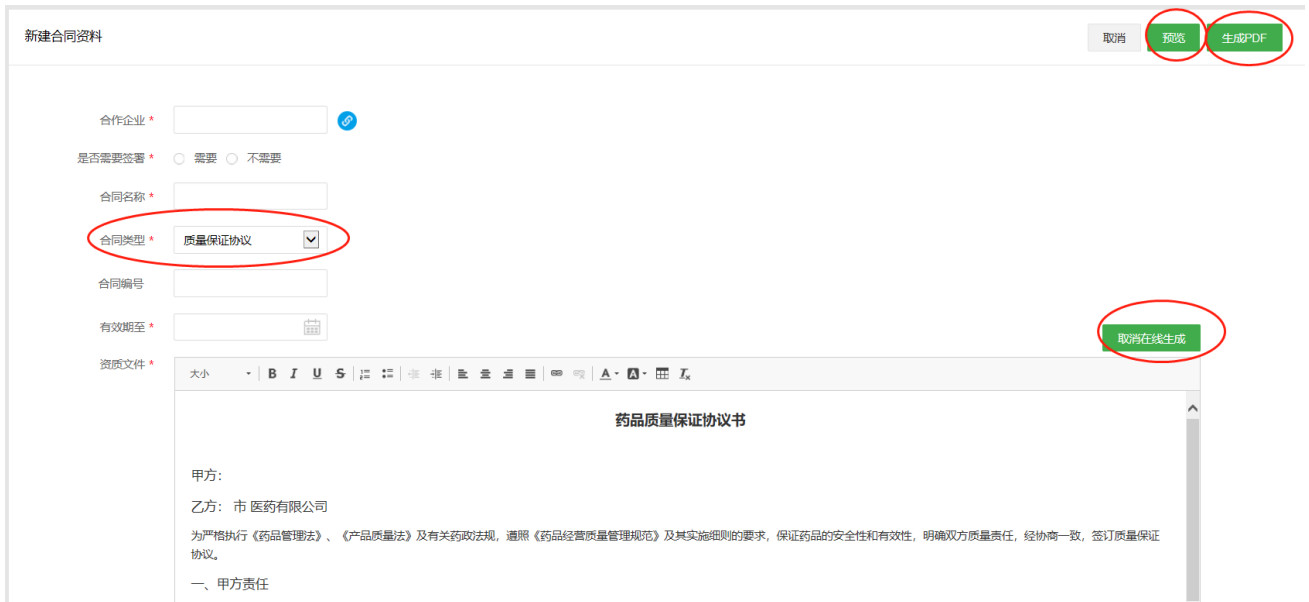 新建合同资料
取消 预览 生成PDF
合作企业 *
是否需要签署 * 需要 不需要
合同名称 *
合同类型 * 质量保证协议
合同编号
有效期至 *
取消在线生成
资质文件 *
大小 B I U S A A Tx
药品质量保证协议书
甲方：
乙方： 市 医药有限公司
为严格执行《药品管理法》、《产品质量法》及有关药政法规，遵照《药品经营质量管理规范》及其实施细则的要求，保证药品的安全性和有效性，明确双方质量责任，经协商一致，签订质量保证
协议。
一、甲方责任